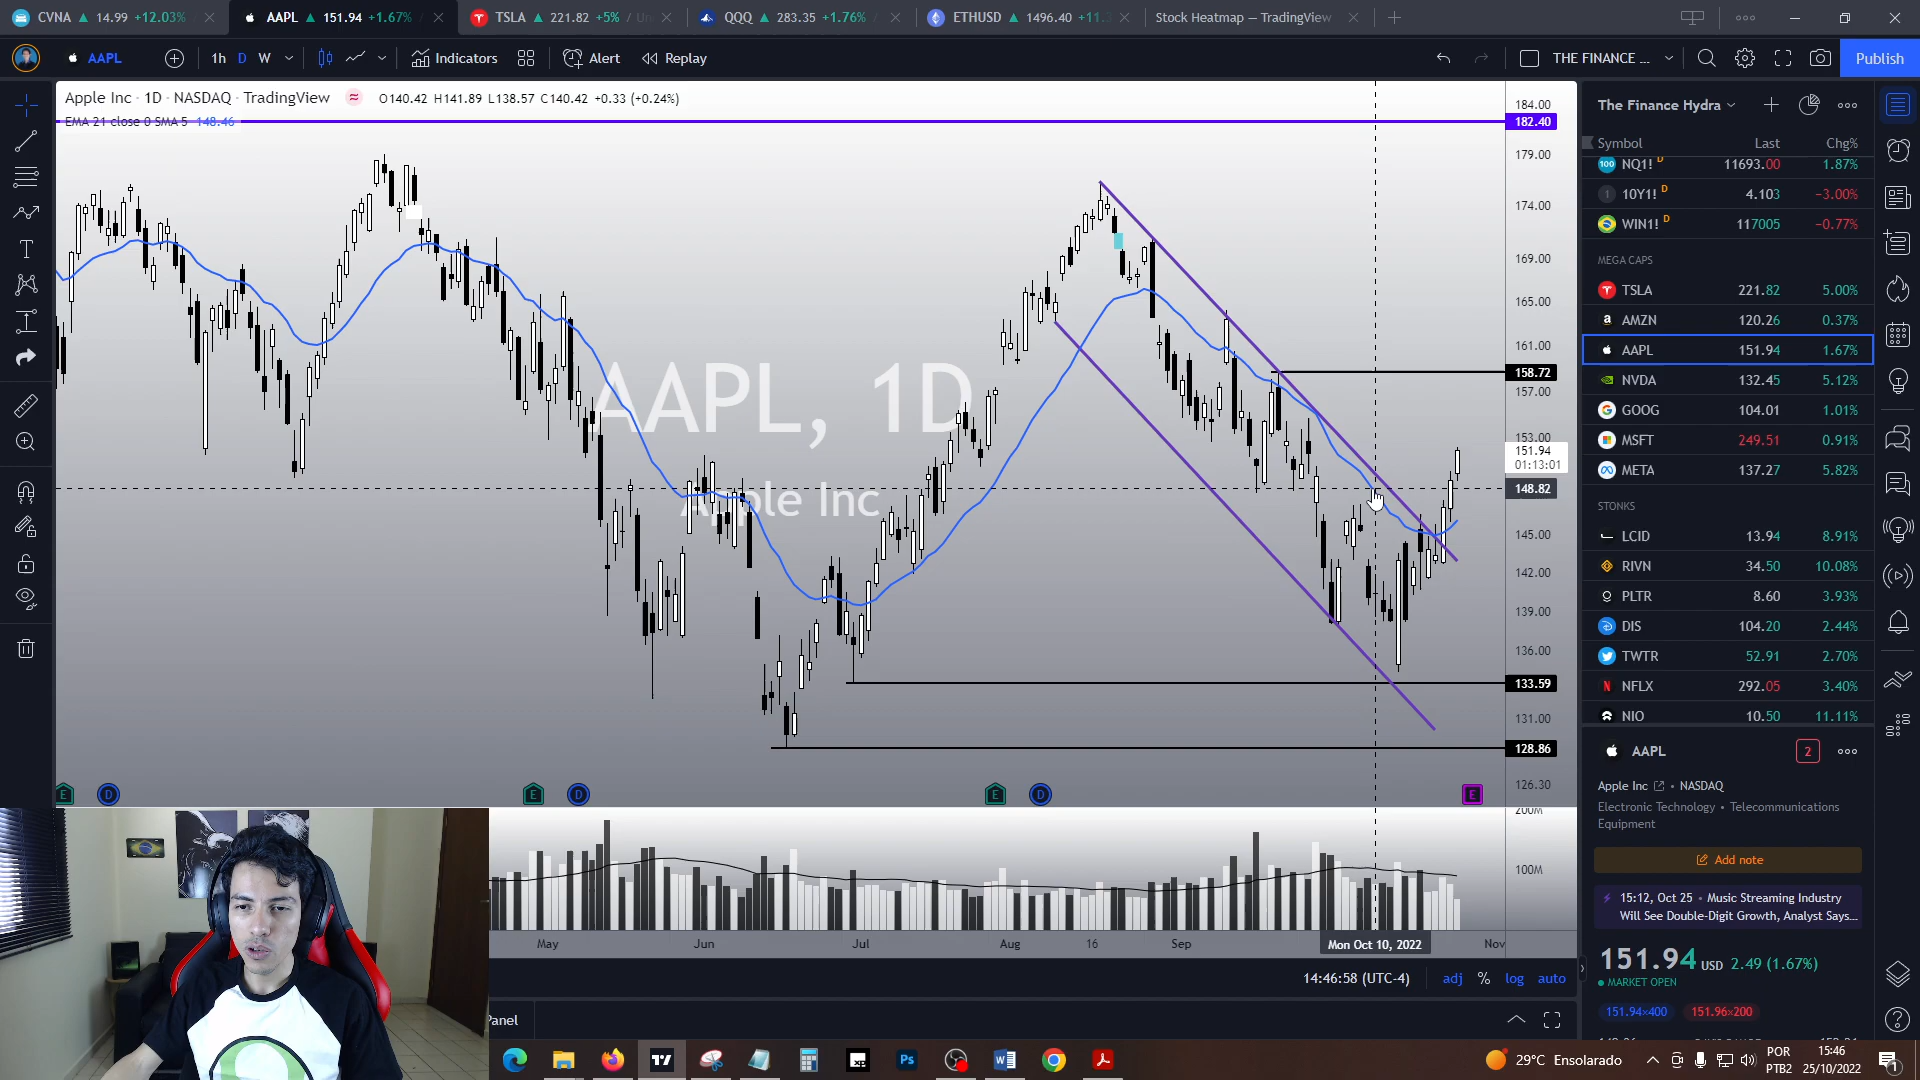 CVNA ▲ 14.99 +12.03%
AAPL ▲ 151.94 +1.67%
TSLA ▲ 221.82 +5% / Un
QQQ ▲ 283.35 +1.76% /
ETHUSD ▲ 1496.40 +11.3
Stock Heatmap — TradingView
AAPL
1h D W
Indicators
Alert
Replay
THE FINANCE ...
Publish
Apple Inc · 1D · NASDAQ · TradingView
O140.42 H141.89 L138.57 C140.42 +0.33 (+0.24%)
EMA 21 close 0 SMA 5 148.46
AAPL, 1D
Apple Inc
184.00
182.40
179.00
174.00
169.00
165.00
161.00
158.72
157.00
153.00
151.94
01:13:01
148.82
145.00
142.00
139.00
136.00
133.59
131.00
128.86
126.30
E D E D E D E
200M
100M
May Jun Jul Aug 16 Sep Mon Oct 10, 2022 Nov
14:46:58 (UTC-4) adj % log auto
Panel
The Finance Hydra
Symbol Last Chg%
NQ1! D 11693.00 1.87%
10Y1! D 4.103 −3.00%
WIN1! D 117005 −0.77%
MEGA CAPS
TSLA 221.82 5.00%
AMZN 120.26 0.37%
AAPL 151.94 1.67%
NVDA 132.45 5.12%
GOOG 104.01 1.01%
MSFT 249.51 0.91%
META 137.27 5.82%
STONKS
LCID 13.94 8.91%
RIVN 34.50 10.08%
PLTR 8.60 3.93%
DIS 104.20 2.44%
TWTR 52.91 2.70%
NFLX 292.05 3.40%
NIO 10.50 11.11%
AAPL 2
Apple Inc • NASDAQ
Electronic Technology • Telecommunications
Equipment
Add note
15:12, Oct 25 • Music Streaming Industry
Will See Double-Digit Growth, Analyst Says...
151.94 USD 2.49 (1.67%)
MARKET OPEN
151.94×400 151.96×200
29°C Ensolarado
POR
PTB2
15:46
25/10/2022